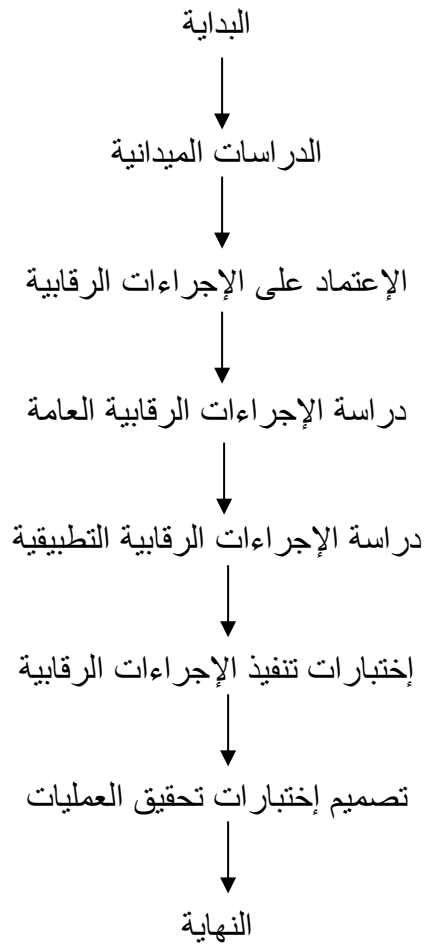 البداية
الدراسات الميدانية
الإعتماد على الإجراءات الرقابية
دراسة الإجراءات الرقابية العامة
دراسة الإجراءات الرقابية التطبيقية
إختبارات تنفيذ الإجراءات الرقابية
تصميم إختبارات تحقيق العمليات
النهاية